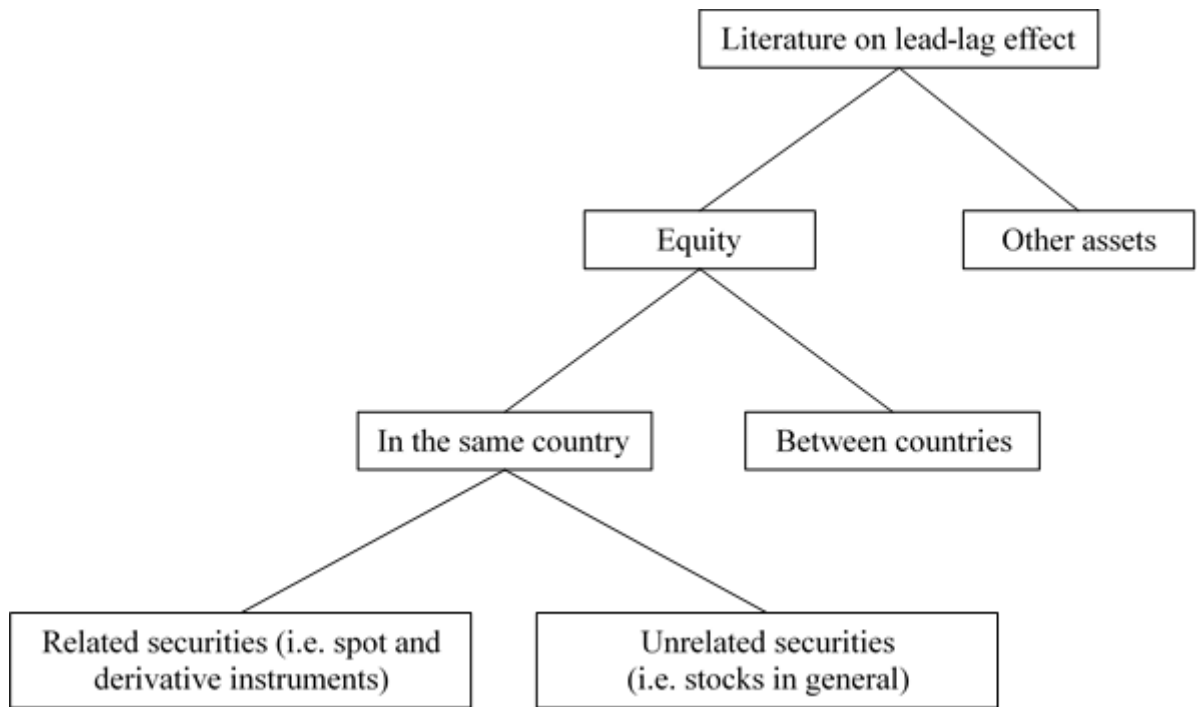 Literature on lead-lag effect
Equity
Other assets
In the same country
Between countries
Related securities (i.e. spot and
derivative instruments)
Unrelated securities
(i.e. stocks in general)